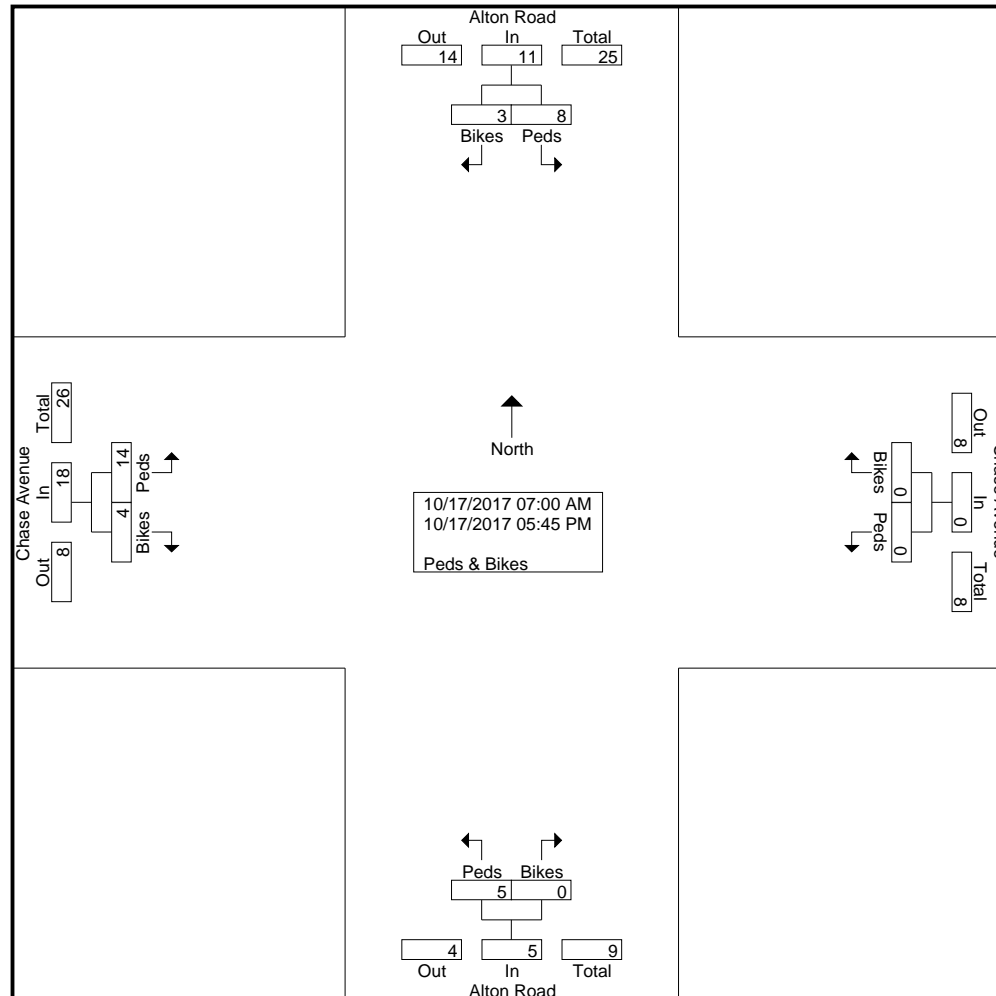 Alton Road
Out In Total
14 11 25
3 8
Bikes Peds
Chase Avenue
Total In Out
26 18 8
14 4
Peds Bikes
North
10/17/2017 07:00 AM
10/17/2017 05:45 PM
Peds & Bikes
Bikes Peds
0 0
Out In Total
8 0 8
Peds Bikes
5 0
4 5 9
Out In Total
Alton Road